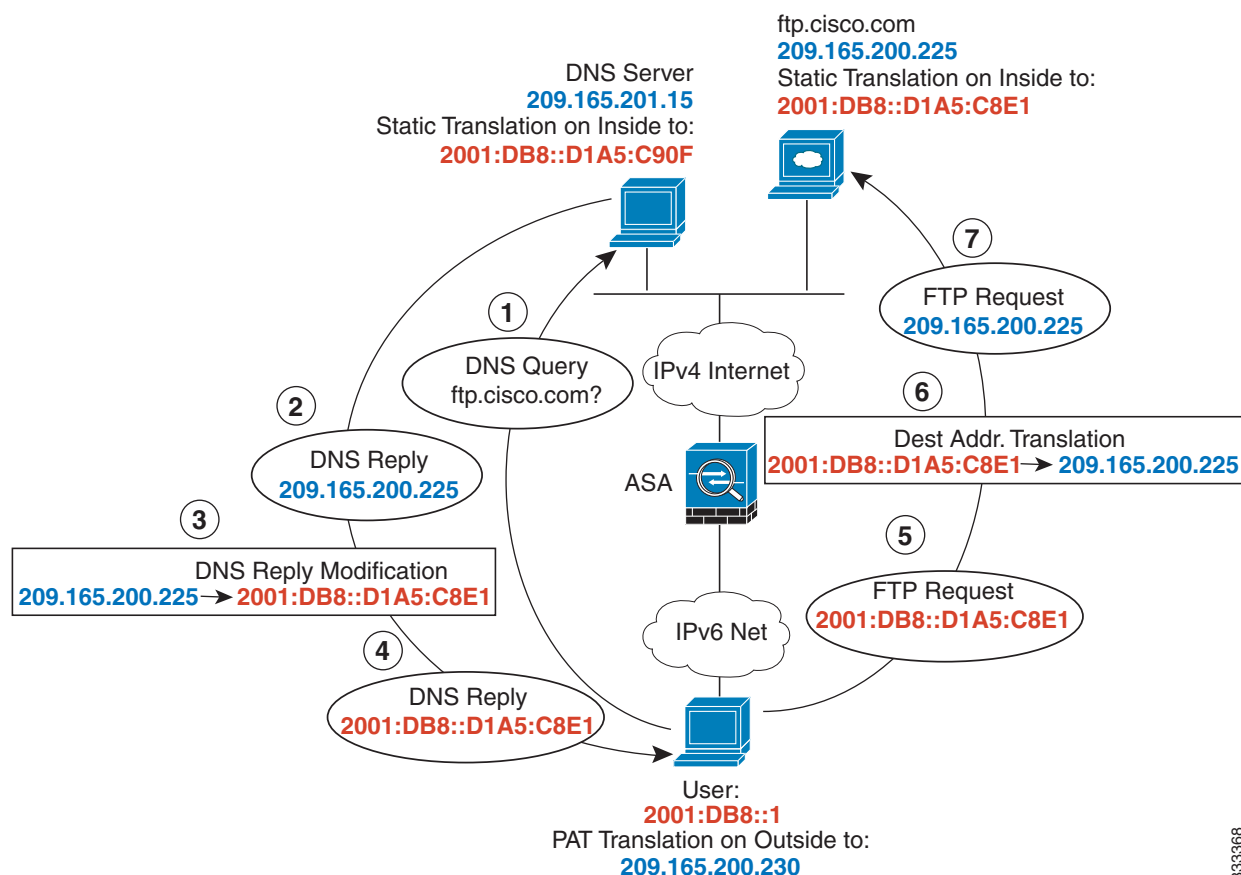 ftp.cisco.com
209.165.200.225
Static Translation on Inside to:
2001:DB8::D1A5:C8E1
DNS Server
209.165.201.15
Static Translation on Inside to:
2001:DB8::D1A5:C90F
7
FTP Request
209.165.200.225
1
DNS Query
ftp.cisco.com?
IPv4 Internet
2
DNS Reply
209.165.200.225
6
Dest Addr. Translation
2001:DB8::D1A5:C8E1 209.165.200.225
ASA
3
DNS Reply Modification
209.165.200.225 2001:DB8::D1A5:C8E1
5
FTP Request
2001:DB8::D1A5:C8E1
IPv6 Net
4
DNS Reply
2001:DB8::D1A5:C8E1
User:
2001:DB8::1
PAT Translation on Outside to:
209.165.200.230
333368